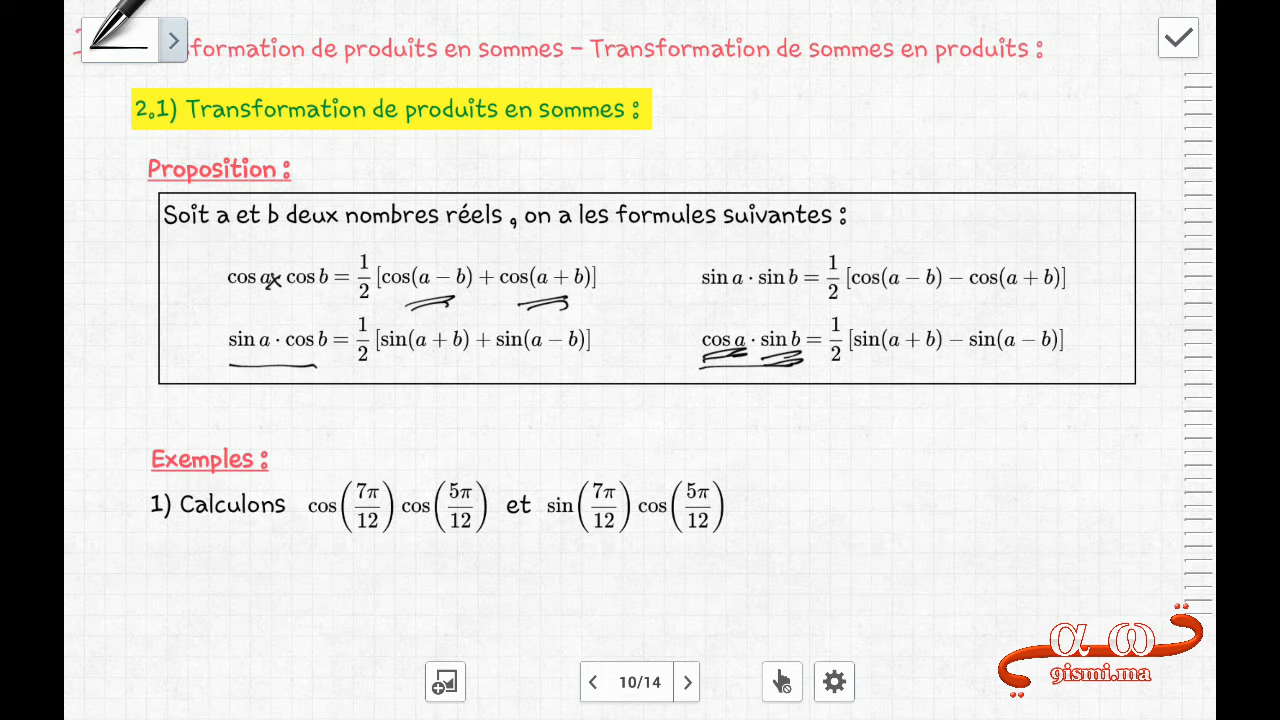 formation de produits en sommes – Transformation de sommes en produits :
2.1) Transformation de produits en sommes :
Proposition :
Soit a et b deux nombres réels , on a les formules suivantes :
cos a × cos b = 1/2 [cos(a − b) + cos(a + b)]
sin a · sin b = 1/2 [cos(a − b) − cos(a + b)]
sin a · cos b = 1/2 [sin(a + b) + sin(a − b)]
cos a · sin b = 1/2 [sin(a + b) − sin(a − b)]
Exemples :
1) Calculons cos(7π/12) cos(5π/12) et sin(7π/12) cos(5π/12)
α ω
9ismi.ma
10/14